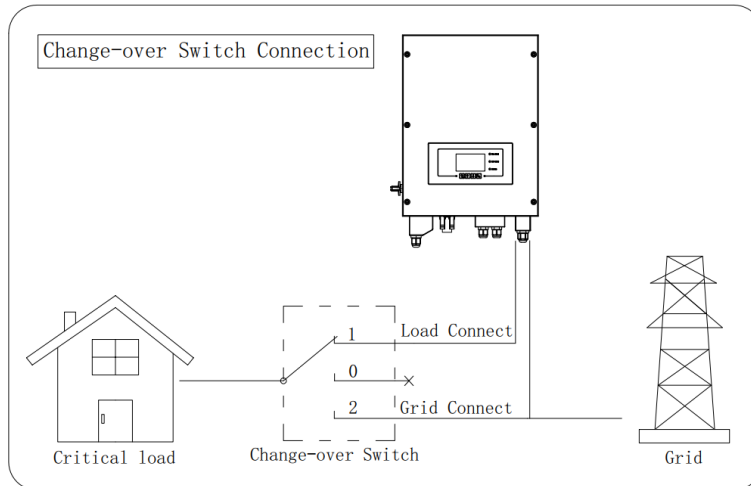 Change-over Switch Connection
1
Load Connect
0
2
Grid Connect
Critical load
Change-over Switch
Grid